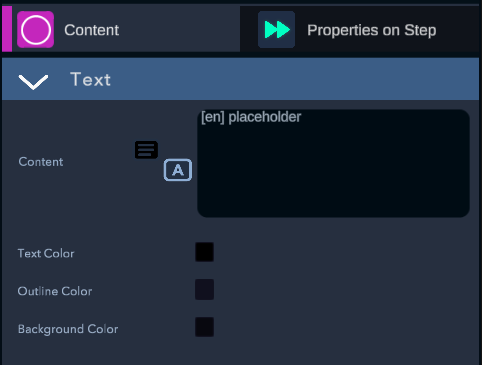 Content
Properties on Step
Text
[en] placeholder
Content
A
Text Color
Outline Color
Background Color